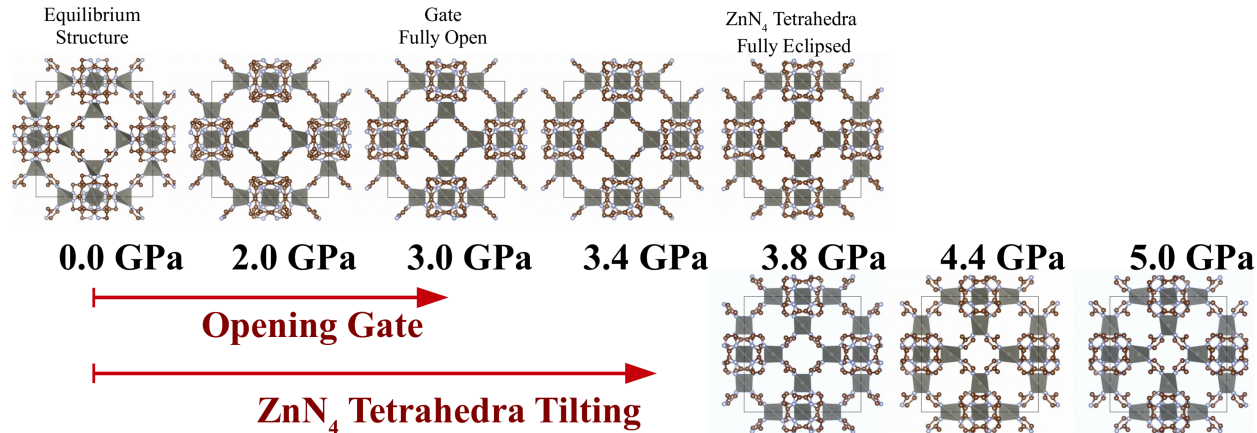 Equilibrium
Structure
Gate
Fully Open
ZnN₄ Tetrahedra
Fully Eclipsed
0.0 GPa
2.0 GPa
3.0 GPa
3.4 GPa
3.8 GPa
4.4 GPa
5.0 GPa
Opening Gate
ZnN₄ Tetrahedra Tilting